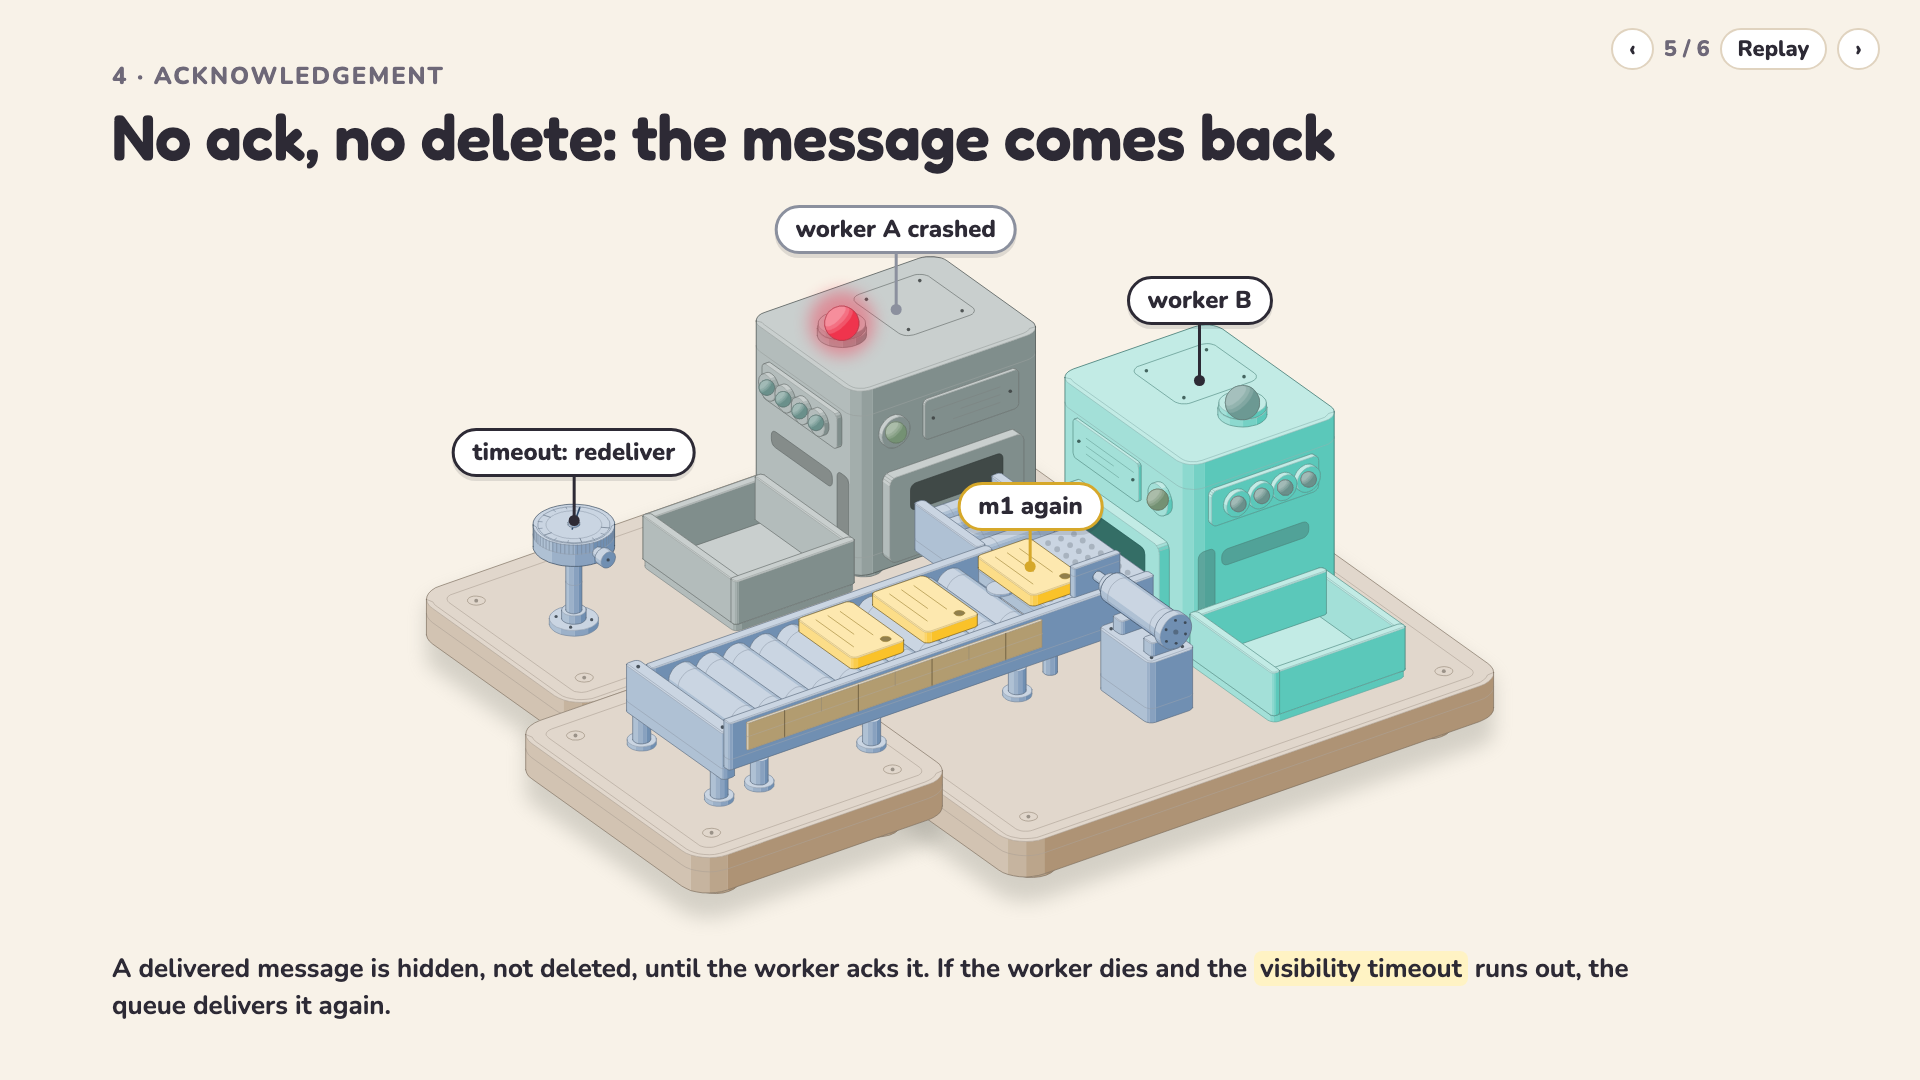 ‹ 5 / 6 Replay ›
4 · ACKNOWLEDGEMENT
No ack, no delete: the message comes back
worker A crashed
worker B
timeout: redeliver
m1 again
A delivered message is hidden, not deleted, until the worker acks it. If the worker dies and the visibility timeout runs out, the
queue delivers it again.